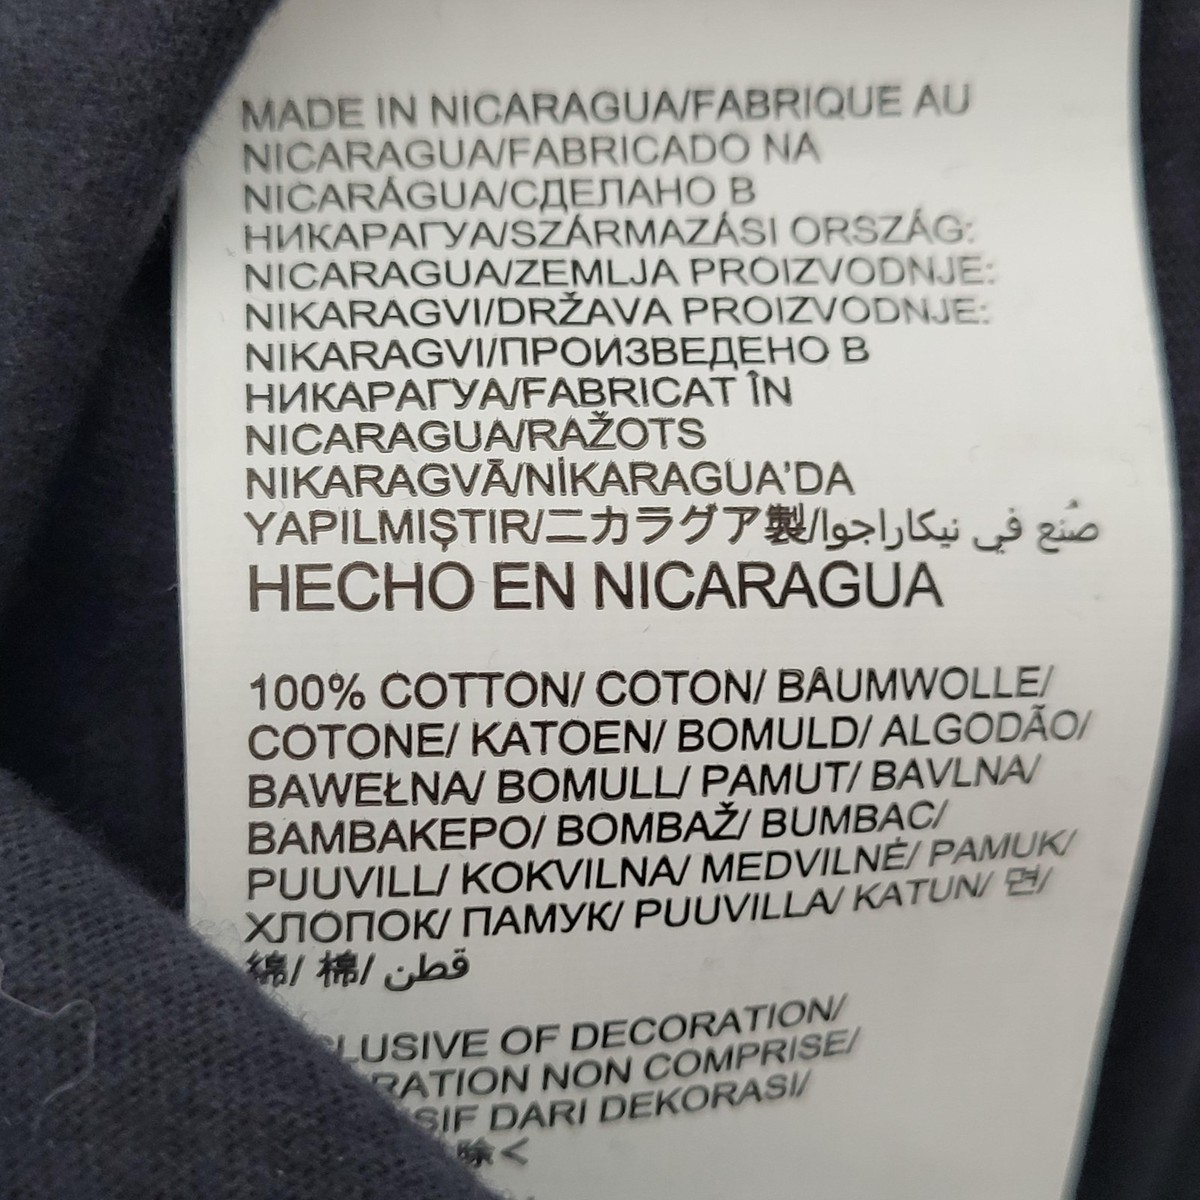 MADE IN NICARAGUA/FABRIQUE AU
NICARAGUA/FABRICADO NA
NICARÁGUA/СДЕЛАНО В
НИКАРАГУА/SZÁRMAZÁSI ORSZÁG:
NICARAGUA/ZEMLJA PROIZVODNJE:
NIKARAGVI/DRŽAVA PROIZVODNJE:
NIKARAGVI/ПРОИЗВЕДЕНО В
НИКАРАГУА/FABRICAT ÎN
NICARAGUA/RAŽOTS
NIKARAGVĀ/NİKARAGUA'DA
YAPILMIŞTIR/ニカラグア製/صُنع في نيكاراجوا
HECHO EN NICARAGUA
100% COTTON/ COTON/ BAUMWOLLE/
COTONE/ KATOEN/ BOMULD/ ALGODÃO/
BAWEŁNA/ BOMULL/ PAMUT/ BAVLNA/
BAMBAKEPO/ BOMBAŽ/ BUMBAC/
PUUVILL/ KOKVILNA/ MEDVILNĖ/ PAMUK/
ХЛОПОК/ ПАМУК/ PUUVILLA/ KATUN/ 면/
綿/ 棉/ قطن
LUSIVE OF DECORATION/
RATION NON COMPRISE/
SIF DARI DEKORASI/
除く